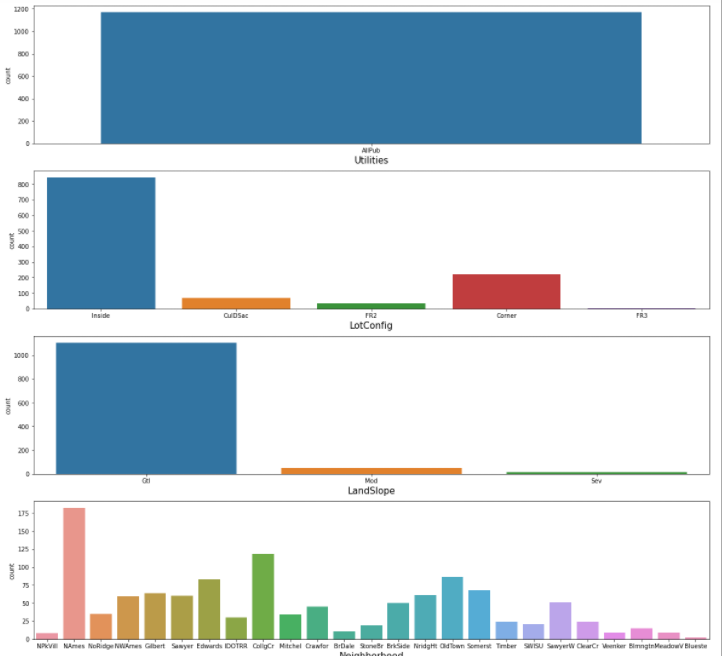 1200
1000
800
600
400
200
0
count
AllPub
Utilities
800
700
600
500
400
300
200
100
0
count
Inside CulDSac FR2 Corner FR3
LotConfig
1000
800
600
400
200
0
count
Gtl Mod Sev
LandSlope
175
150
125
100
75
50
25
0
count
NPkVill NAmes NoRidge NWAmes Gilbert Sawyer Edwards IDOTRR CollgCr Mitchel Crawfor BrDale StoneBr BrkSide NridgHt OldTown Somerst Timber SWISU SawyerW ClearCr Veenker Blmngtn MeadowV Blueste
Neighborhood